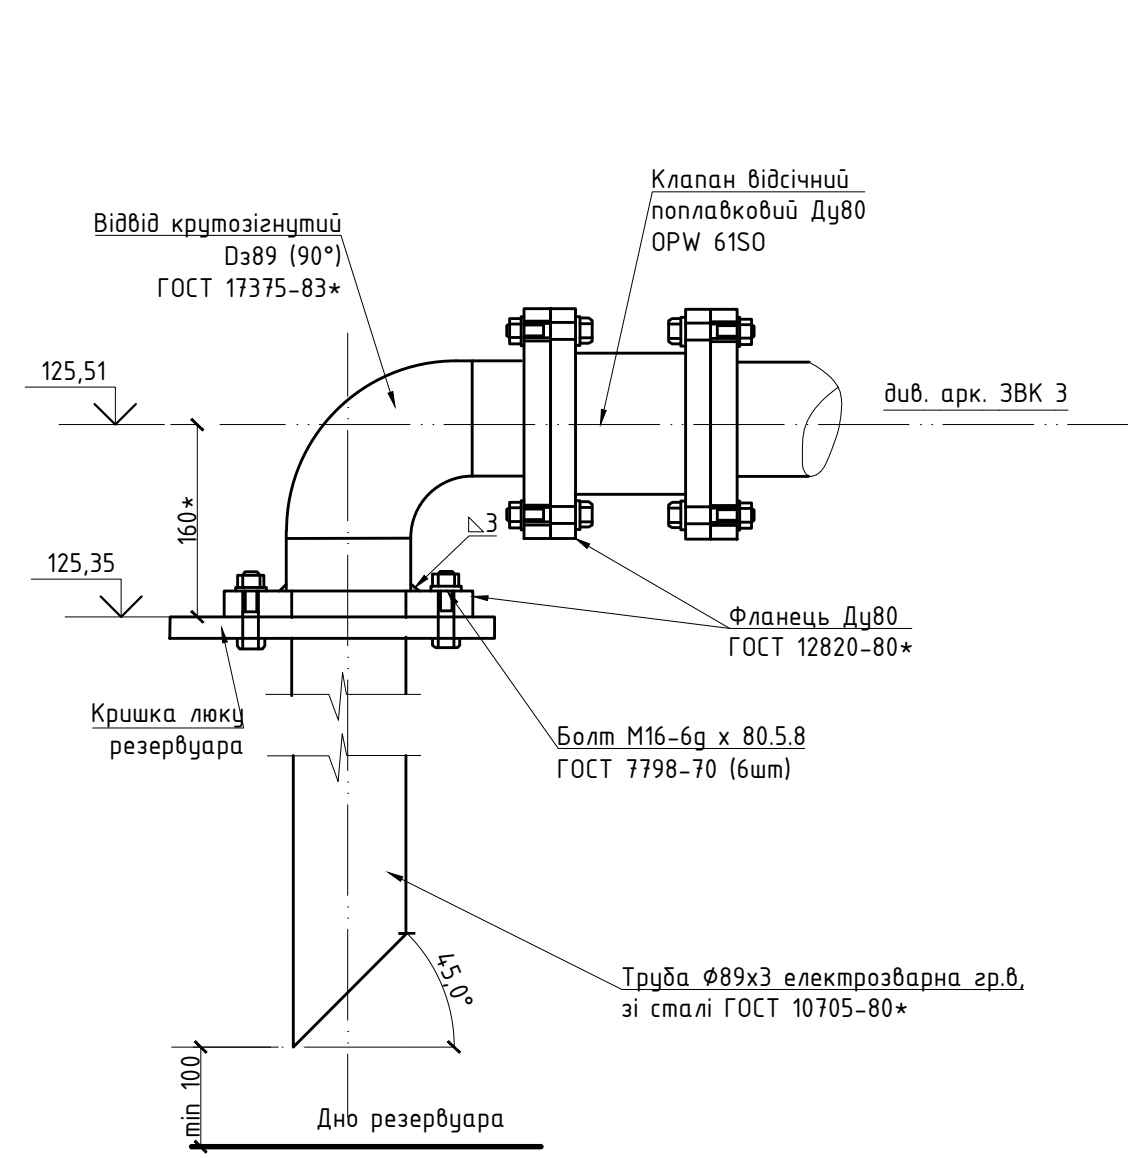 Клапан відсічний
поплавковий Ду80
OPW 61SO
Відвід крутозігнутий
Dз89 (90°)
ГОСТ 17375-83*
125,51
див. арк. ЗВК 3
160*
3
125,35
Фланець Ду80
ГОСТ 12820-80*
Кришка люку
резервуара
Болт М16-6g х 80.5.8
ГОСТ 7798-70 (6шт)
45,0°
Труба Ø89х3 електрозварна гр.в,
зі сталі ГОСТ 10705-80*
min 100
Дно резервуара